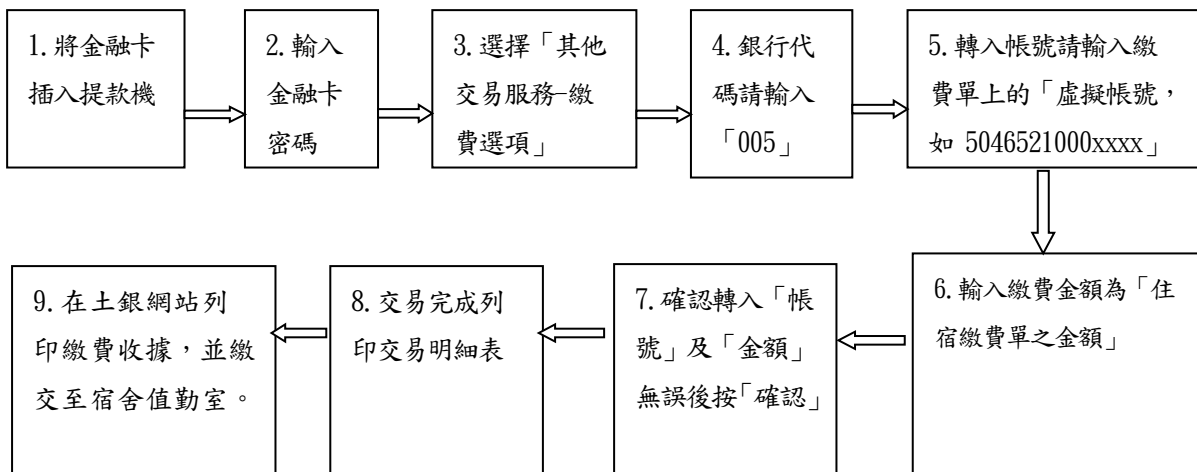 1.將金融卡
插入提款機
2.輸入
金融卡
密碼
3.選擇「其他
交易服務-繳
費選項」
4.銀行代
碼請輸入
「005」
5.轉入帳號請輸入繳
費單上的「虛擬帳號，
如 5046521000xxxx」
6.輸入繳費金額為「住
宿繳費單之金額」
7.確認轉入「帳
號」及「金額」
無誤後按「確認」
8.交易完成列
印交易明細表
9.在土銀網站列
印繳費收據，並繳
交至宿舍值勤室。